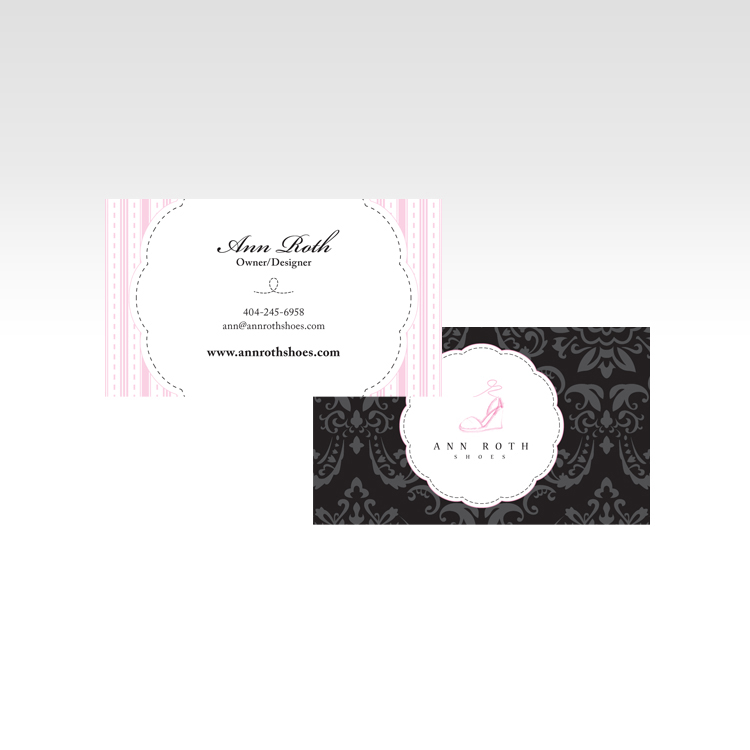 Ann Roth
Owner/Designer
404-245-6958
ann@annrothshoes.com
www.annrothshoes.com
ANN ROTH
SHOES